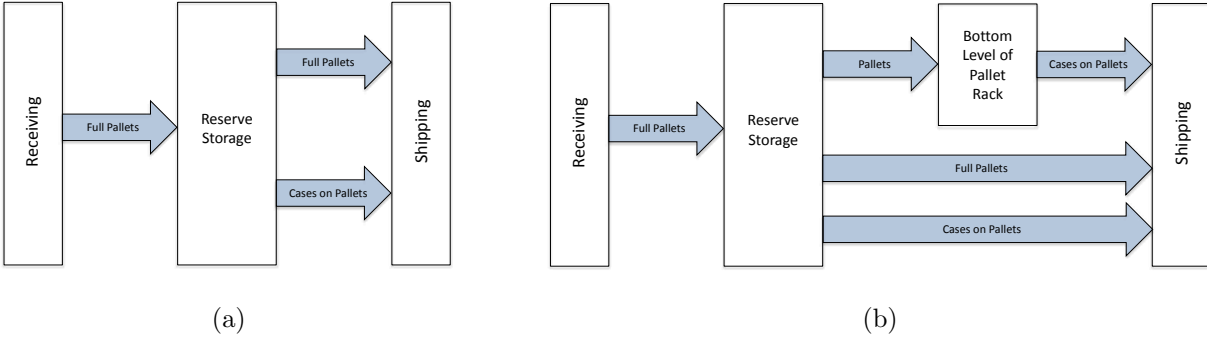 Receiving
Full Pallets
Reserve
Storage
Full Pallets
Cases on Pallets
Shipping
(a)
Receiving
Full Pallets
Reserve
Storage
Pallets
Bottom
Level of
Pallet
Rack
Cases on Pallets
Full Pallets
Cases on Pallets
Shipping
(b)